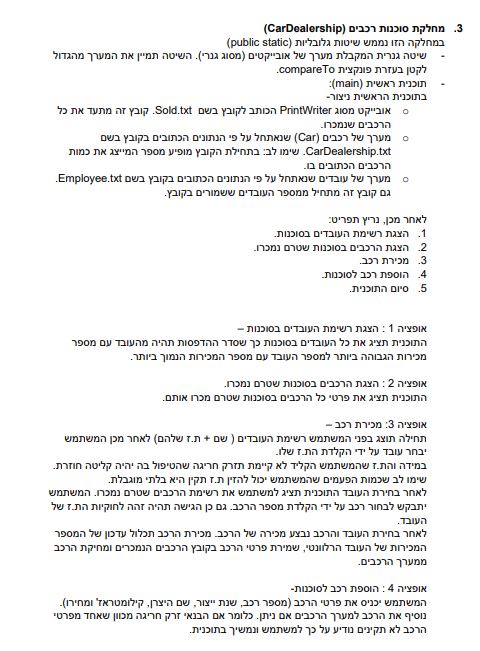 3. מחלקת סוכנות רכבים (CarDealership)
במחלקה הזו נממש שיטות גלובליות (public static)
- שיטה גנרית המקבלת מערך של אובייקטים (מסוג גנרי). השיטה תמיין את המערך מהגדול
לקטן בעזרת פונקצית compareTo.
- תוכנית ראשית (main):
בתוכנית הראשית ניצור-
o אובייקט מסוג PrintWriter הכותב לקובץ בשם Sold.txt. קובץ זה מתעד את כל
הרכבים שנמכרו.
o מערך של רכבים (Car) שנאתחל על פי הנתונים הכתובים בקובץ בשם
CarDealership.txt. שימו לב: בתחילת הקובץ מופיע מספר המייצג את כמות
הרכבים הכתובים בו.
o מערך של עובדים שנאתחל על פי הנתונים הכתובים בקובץ בשם Employee.txt.
גם קובץ זה מתחיל ממספר העובדים ששמורים בקובץ.
לאחר מכן, נריץ תפריט:
1. הצגת רשימת העובדים בסוכנות.
2. הצגת הרכבים בסוכנות שטרם נמכרו.
3. מכירת רכב.
4. הוספת רכב לסוכנות.
5. סיום התוכנית.
אופציה 1 : הצגת רשימת העובדים בסוכנות –
התוכנית תציג את כל העובדים בסוכנות כך שסדר ההדפסות תהיה מהעובד עם מספר
מכירות הגבוהה ביותר למספר העובד עם מספר המכירות הנמוך ביותר.
אופציה 2 : הצגת הרכבים בסוכנות שטרם נמכרו.
התוכנית תציג את פרטי כל הרכבים בסוכנות שטרם מכרו אותם.
אופציה 3: מכירת רכב –
תחילה תוצג בפני המשתמש רשימת העובדים ( שם + ת.ז שלהם) לאחר מכן המשתמש
יבחר עובד על ידי הקלדת הת.ז שלו.
במידה והת.ז שהמשתמש הקליד לא קיימת תזרק חריגה שהטיפול בה יהיה קליטה חוזרת.
שימו לב שכמות הפעמים שהמשתמש יכול להזין ת.ז תקין היא בלתי מוגבלת.
לאחר בחירת העובד התוכנית תציג למשתמש את רשימת הרכבים שטרם נמכרו. המשתמש
יתבקש לבחור רכב על ידי הקלדת מספר הרכב. גם כן הגישה תהיה זהה לחוקיות הת.ז של
העובד.
לאחר בחירת העובד והרכב נבצע מכירה של הרכב. מכירת הרכב תכלול עדכון של המספר
המכירות של העובד הרלוונטי, שמירת פרטי הרכב בקובץ הרכבים הנמכרים ומחיקת הרכב
ממערך הרכבים.
אופציה 4 : הוספת רכב לסוכנות-
המשתמש יכניס את פרטי הרכב (מספר רכב, שנת ייצור, שם היצרן, קילומטראז' ומחירו).
נוסיף את הרכב למערך הרכבים אם ניתן. כלומר אם הבנאי זרק חריגה מכוון שאחד מפרטי
הרכב לא תקינים נודיע על כך למשתמש ונמשיך בתוכנית.